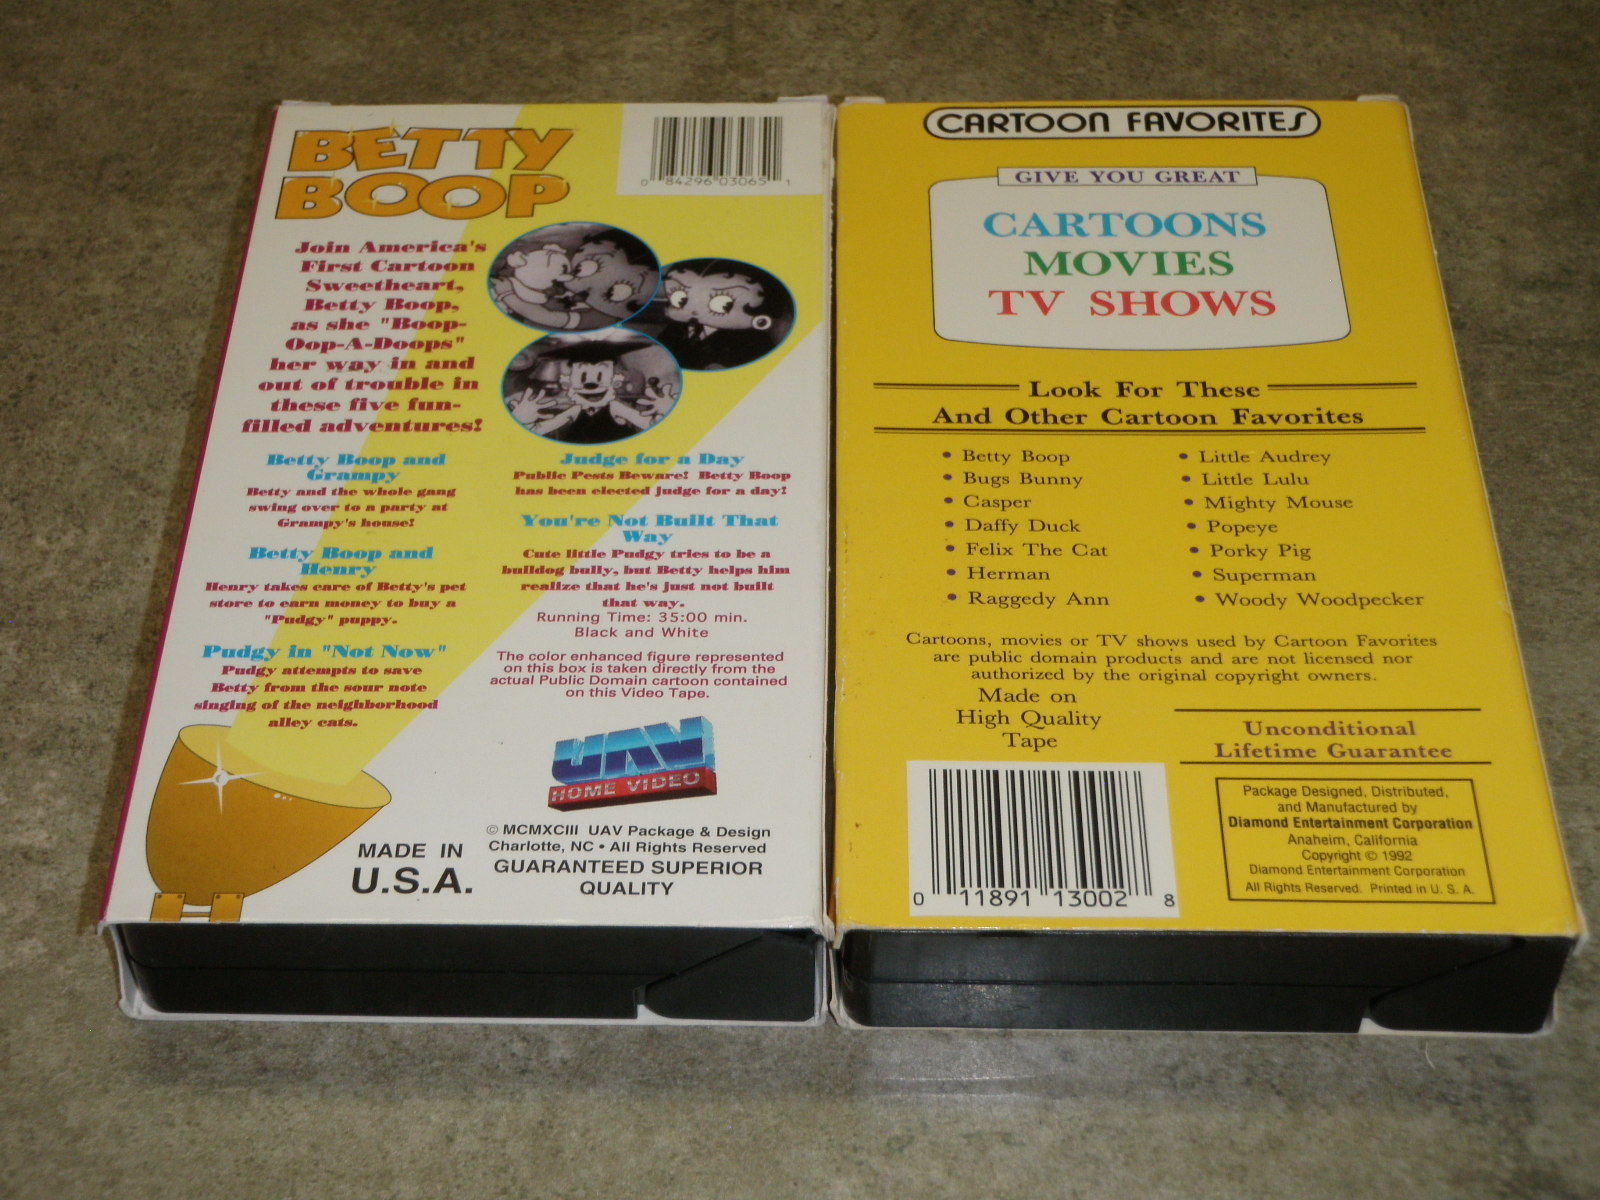 BETTY
BOOP
0 84296 03065 1
Join America's
First Cartoon
Sweetheart,
Betty Boop,
as she "Boop-
Oop-A-Doops"
her way in and
out of trouble in
these five fun-
filled adventures!
Betty Boop and
Grampy
Betty and the whole gang
swing over to a party at
Grampy's house!
Betty Boop and
Henry
Henry takes care of Betty's pet
store to earn money to buy a
"Pudgy" puppy.
Pudgy in "Not Now"
Pudgy attempts to save
Betty from the sour note
singing of the neighborhood
alley cats.
Judge for a Day
Public Pests Beware! Betty Boop
has been elected judge for a day!
You're Not Built That
Way
Cute little Pudgy tries to be a
bulldog bully, but Betty helps him
realize that he's just not built
that way.
Running Time: 35:00 min.
Black and White
The color enhanced figure represented
on this box is taken directly from the
actual Public Domain cartoon contained
on this Video Tape.
UAV
HOME VIDEO
© MCMXCIII UAV Package & Design
Charlotte, NC • All Rights Reserved
GUARANTEED SUPERIOR
QUALITY
MADE IN
U.S.A.
CARTOON FAVORITES
GIVE YOU GREAT
CARTOONS
MOVIES
TV SHOWS
Look For These
And Other Cartoon Favorites
• Betty Boop
• Bugs Bunny
• Casper
• Daffy Duck
• Felix The Cat
• Herman
• Raggedy Ann
• Little Audrey
• Little Lulu
• Mighty Mouse
• Popeye
• Porky Pig
• Superman
• Woody Woodpecker
Cartoons, movies or TV shows used by Cartoon Favorites
are public domain products and are not licensed nor
authorized by the original copyright owners.
Made on
High Quality
Tape
Unconditional
Lifetime Guarantee
0 11891 13002 8
Package Designed, Distributed,
and Manufactured by
Diamond Entertainment Corporation
Anaheim, California
Copyright © 1992
Diamond Entertainment Corporation
All Rights Reserved. Printed in U. S. A.